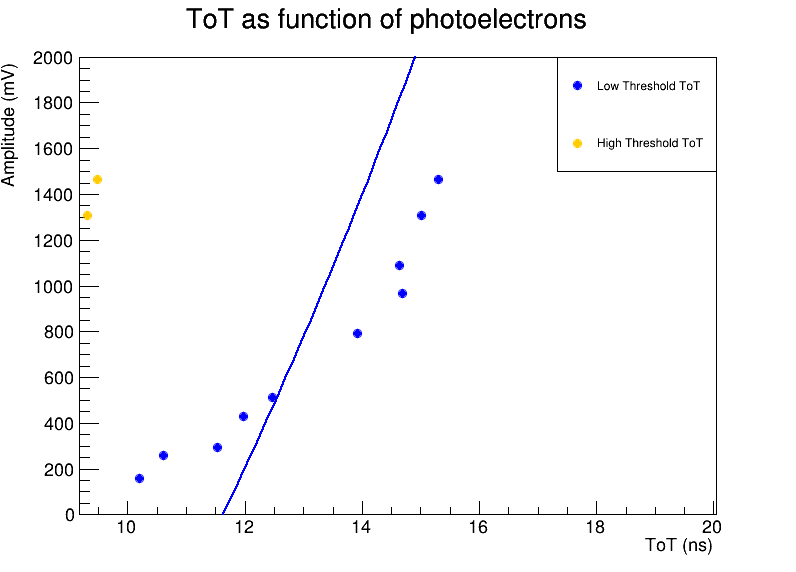 ToT as function of photoelectrons
Amplitude (mV)
2000
1800
1600
1400
1200
1000
800
600
400
200
0
Low Threshold ToT
High Threshold ToT
10 12 14 16 18 20
ToT (ns)